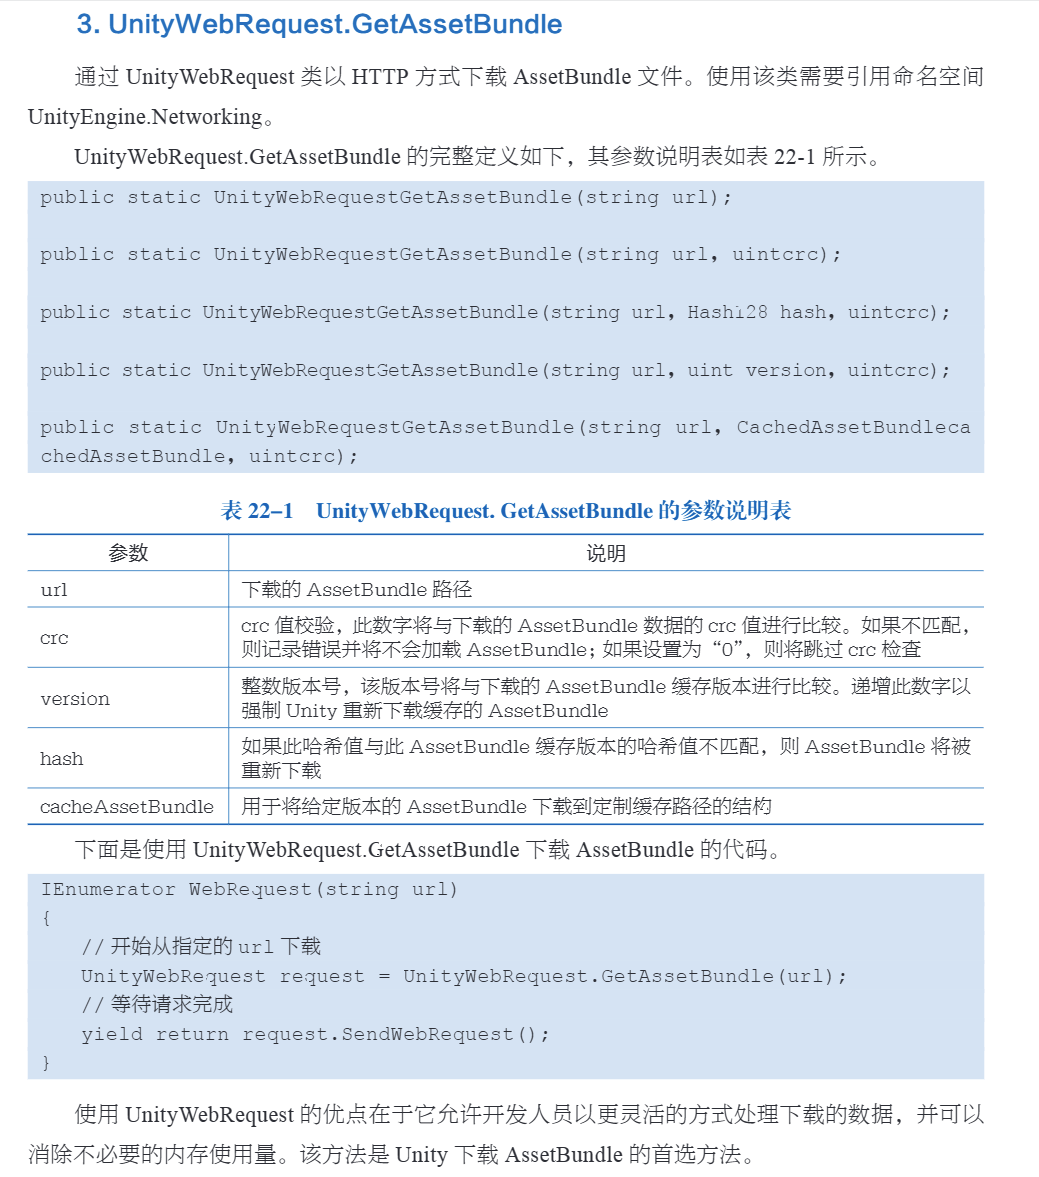 3. UnityWebRequest.GetAssetBundle
通过 UnityWebRequest 类以 HTTP 方式下载 AssetBundle 文件。使用该类需要引用命名空间
UnityEngine.Networking。
UnityWebRequest.GetAssetBundle 的完整定义如下，其参数说明表如表 22-1 所示。
public static UnityWebRequestGetAssetBundle(string url);
public static UnityWebRequestGetAssetBundle(string url, uintcrc);
public static UnityWebRequestGetAssetBundle(string url, Hash128 hash, uintcrc);
public static UnityWebRequestGetAssetBundle(string url, uint version, uintcrc);
public static UnityWebRequestGetAssetBundle(string url, CachedAssetBundleca
chedAssetBundle, uintcrc);
表 22–1 UnityWebRequest. GetAssetBundle 的参数说明表
参数 说明
url 下载的 AssetBundle 路径
crc crc 值校验，此数字将与下载的 AssetBundle 数据的 crc 值进行比较。如果不匹配，
则记录错误并将不会加载 AssetBundle；如果设置为“0”，则将跳过 crc 检查
version 整数版本号，该版本号将与下载的 AssetBundle 缓存版本进行比较。递增此数字以
强制 Unity 重新下载缓存的 AssetBundle
hash 如果此哈希值与此 AssetBundle 缓存版本的哈希值不匹配，则 AssetBundle 将被
重新下载
cacheAssetBundle 用于将给定版本的 AssetBundle 下载到定制缓存路径的结构
下面是使用 UnityWebRequest.GetAssetBundle 下载 AssetBundle 的代码。
IEnumerator WebRequest(string url)
{
// 开始从指定的 url 下载
UnityWebRequest request = UnityWebRequest.GetAssetBundle(url);
// 等待请求完成
yield return request.SendWebRequest();
}
使用 UnityWebRequest 的优点在于它允许开发人员以更灵活的方式处理下载的数据，并可以
消除不必要的内存使用量。该方法是 Unity 下载 AssetBundle 的首选方法。